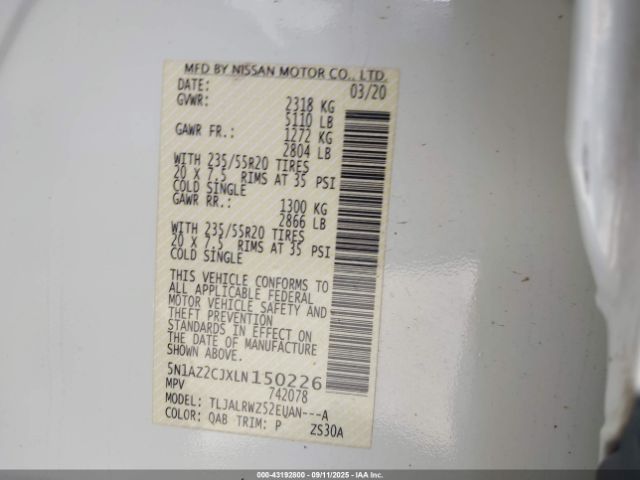 MFD BY NISSAN MOTOR CO., LTD.
DATE: 03/20
GVWR: 2318 KG
5110 LB
GAWR FR.: 1272 KG
2804 LB
WITH 235/55R20 TIRES
20 X 7.5 RIMS AT 35 PSI
COLD SINGLE
GAWR RR.: 1300 KG
2866 LB
WITH 235/55R20 TIRES
20 X 7.5 RIMS AT 35 PSI
COLD SINGLE
THIS VEHICLE CONFORMS TO
ALL APPLICABLE FEDERAL
MOTOR VEHICLE SAFETY AND
THEFT PREVENTION
STANDARDS IN EFFECT ON
THE DATE OF MANUFACTURE
SHOWN ABOVE.
5N1AZ2CJXLN150226
MPV 742078
MODEL: TLJALRWZ52EUAN---A
COLOR: QAB TRIM: P ZS30A
000-43192800 - 09/11/2025 - COPART